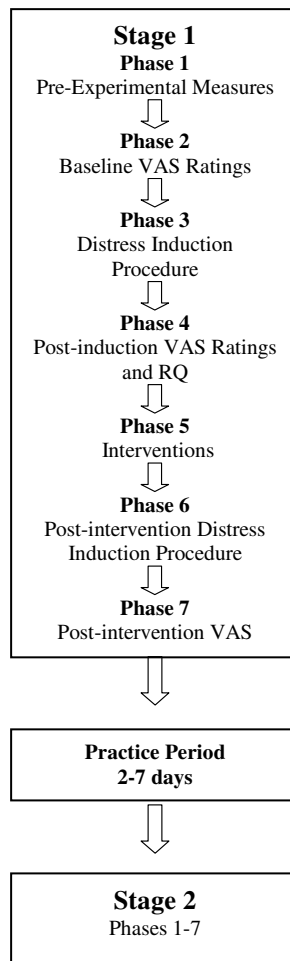 Stage 1
Phase 1
Pre-Experimental Measures
Phase 2
Baseline VAS Ratings
Phase 3
Distress Induction
Procedure
Phase 4
Post-induction VAS Ratings
and RQ
Phase 5
Interventions
Phase 6
Post-intervention Distress
Induction Procedure
Phase 7
Post-intervention VAS
Practice Period
2-7 days
Stage 2
Phases 1-7